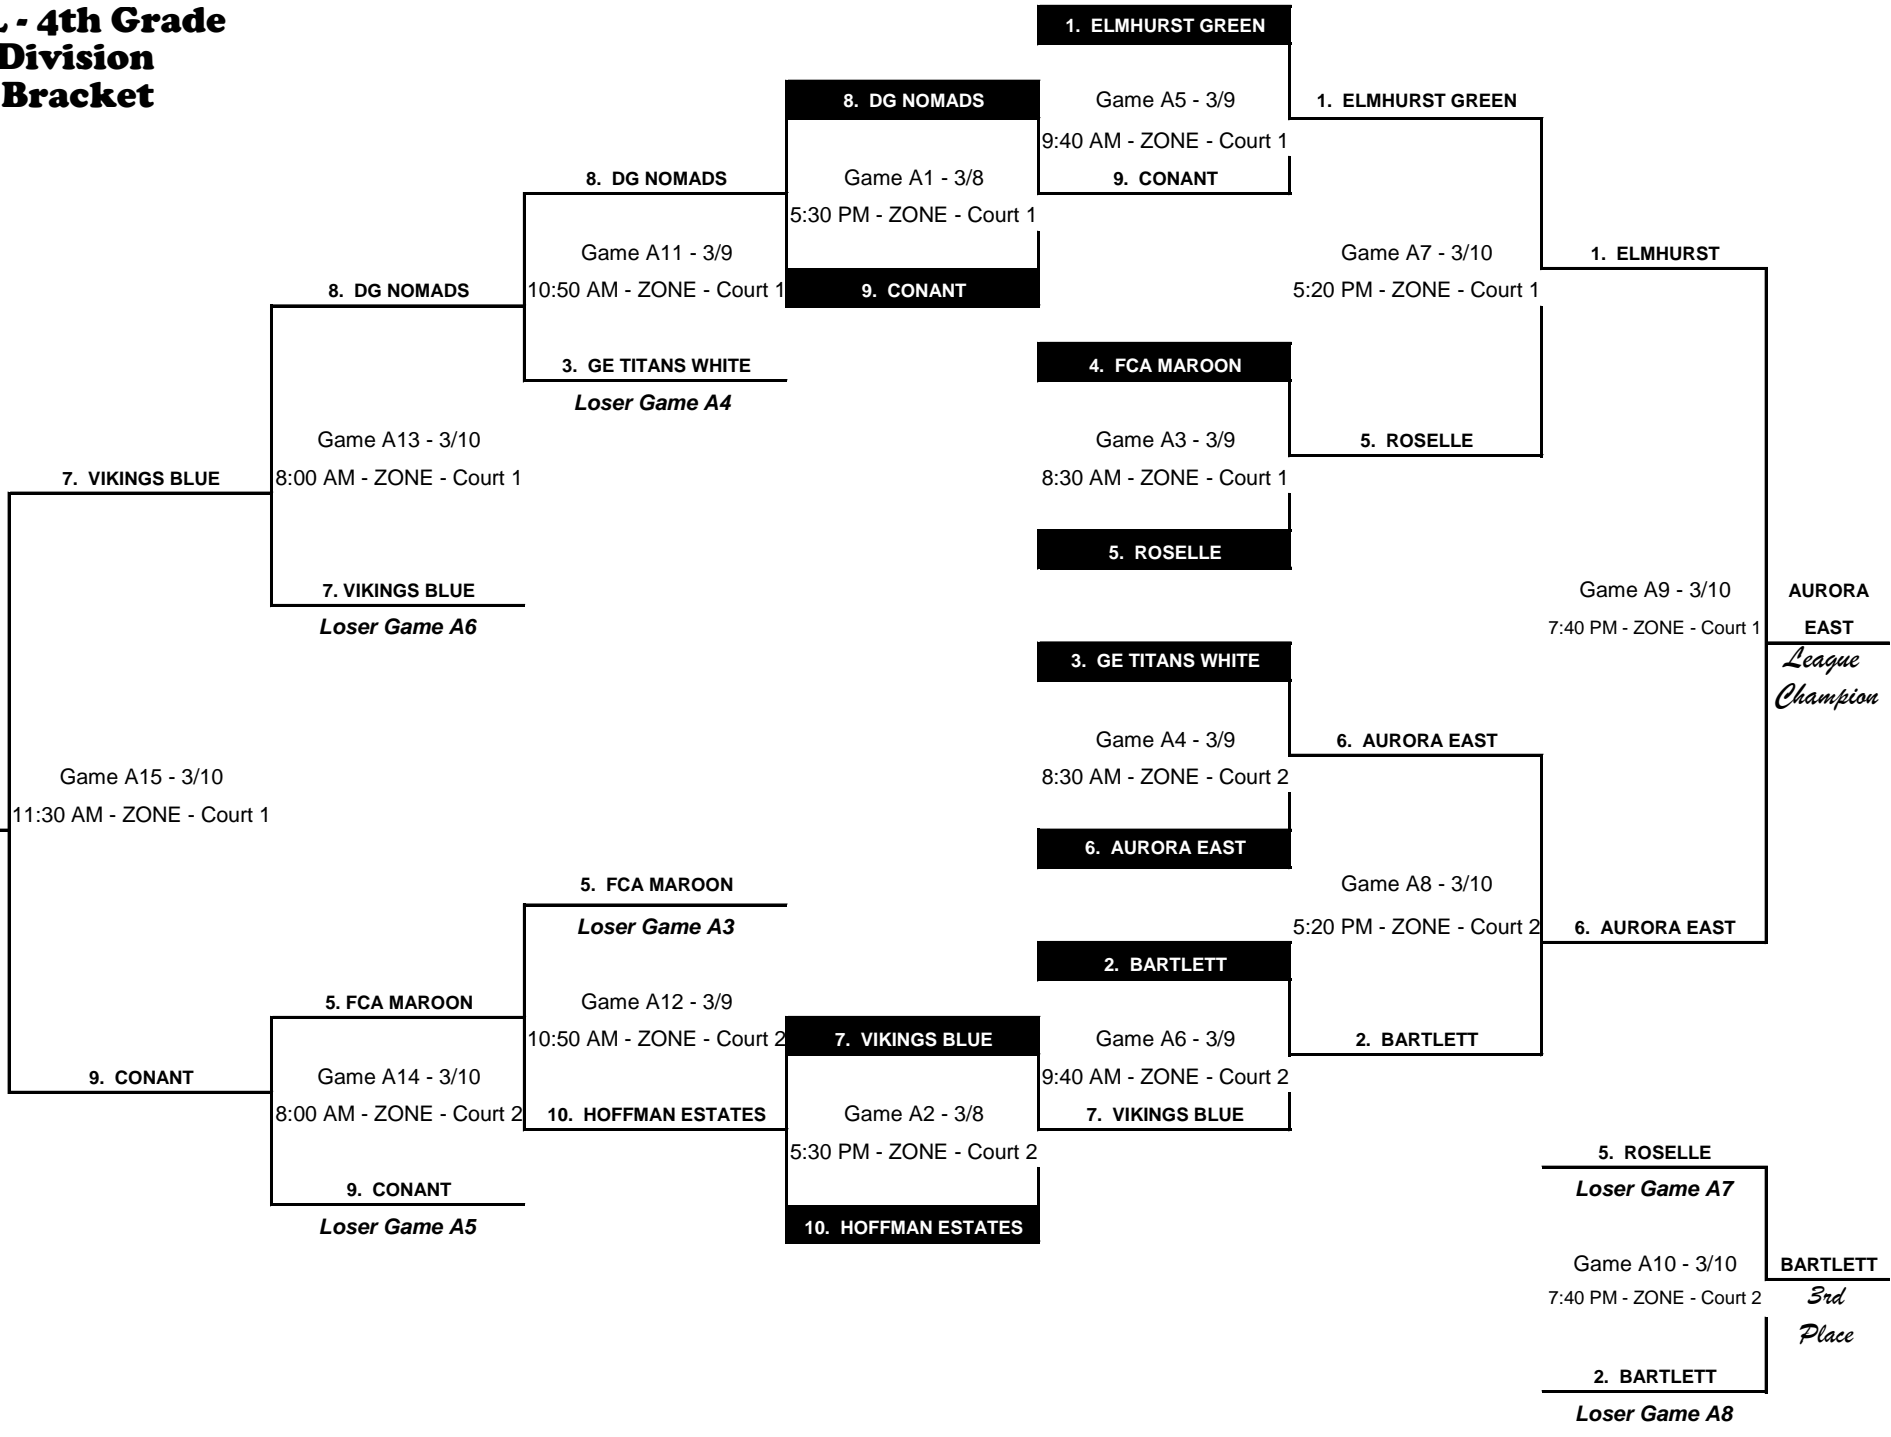 - 4th Grade
Division
Bracket
1. ELMHURST GREEN
8. DG NOMADS
Game A5 - 3/9
1. ELMHURST GREEN
9:40 AM - ZONE - Court 1
8. DG NOMADS
Game A1 - 3/8
9. CONANT
5:30 PM - ZONE - Court 1
Game A11 - 3/9
Game A7 - 3/10
1. ELMHURST
8. DG NOMADS
10:50 AM - ZONE - Court 1
9. CONANT
5:20 PM - ZONE - Court 1
3. GE TITANS WHITE
4. FCA MAROON
Loser Game A4
Game A13 - 3/10
Game A3 - 3/9
5. ROSELLE
7. VIKINGS BLUE
8:00 AM - ZONE - Court 1
8:30 AM - ZONE - Court 1
5. ROSELLE
7. VIKINGS BLUE
Game A9 - 3/10
AURORA
Loser Game A6
7:40 PM - ZONE - Court 1
EAST
3. GE TITANS WHITE
League
Champion
Game A4 - 3/9
6. AURORA EAST
Game A15 - 3/10
8:30 AM - ZONE - Court 2
11:30 AM - ZONE - Court 1
6. AURORA EAST
5. FCA MAROON
Game A8 - 3/10
Loser Game A3
5:20 PM - ZONE - Court 2
6. AURORA EAST
2. BARTLETT
5. FCA MAROON
Game A12 - 3/9
10:50 AM - ZONE - Court 2
7. VIKINGS BLUE
Game A6 - 3/9
2. BARTLETT
9. CONANT
Game A14 - 3/10
9:40 AM - ZONE - Court 2
8:00 AM - ZONE - Court 2
10. HOFFMAN ESTATES
Game A2 - 3/8
7. VIKINGS BLUE
5:30 PM - ZONE - Court 2
5. ROSELLE
9. CONANT
Loser Game A7
Loser Game A5
10. HOFFMAN ESTATES
Game A10 - 3/10
BARTLETT
7:40 PM - ZONE - Court 2
3rd
Place
2. BARTLETT
Loser Game A8